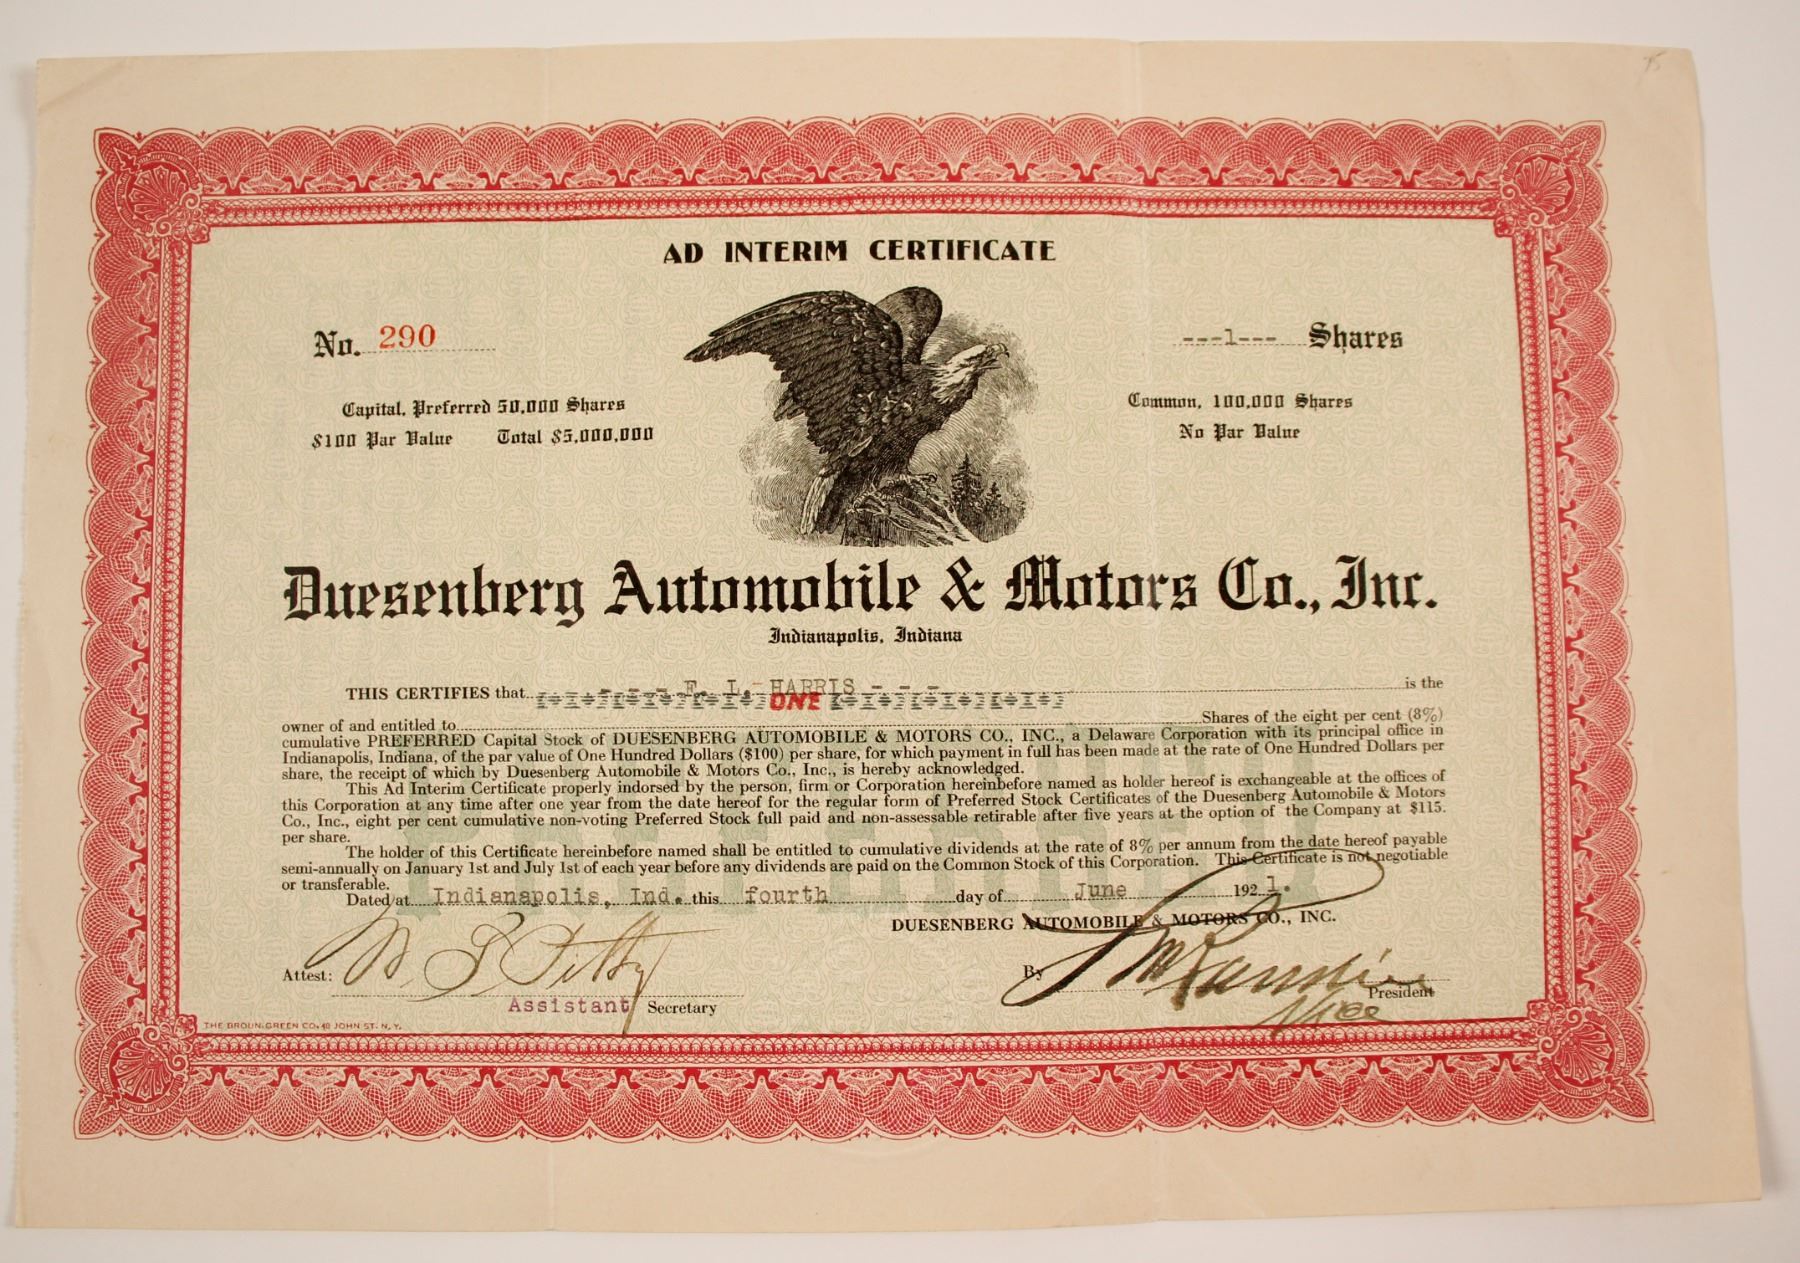 75
AD INTERIM CERTIFICATE
No. 290
---1--- Shares
Capital, Preferred 50,000 Shares
$100 Par Value Total $5,000,000
Common, 100,000 Shares
No Par Value
Duesenberg Automobile & Motors Co., Inc.
Indianapolis, Indiana
THIS CERTIFIES that - - - F. L. HARRIS - - - is the
owner of and entitled to ONE Shares of the eight per cent (8%)
cumulative PREFERRED Capital Stock of DUESENBERG AUTOMOBILE & MOTORS CO., INC., a Delaware Corporation with its principal office in
Indianapolis, Indiana, of the par value of One Hundred Dollars ($100) per share, for which payment in full has been made at the rate of One Hundred Dollars per
share, the receipt of which by Duesenberg Automobile & Motors Co., Inc., is hereby acknowledged.
This Ad Interim Certificate properly indorsed by the person, firm or Corporation hereinbefore named as holder hereof is exchangeable at the offices of
this Corporation at any time after one year from the date hereof for the regular form of Preferred Stock Certificates of the Duesenberg Automobile & Motors
Co., Inc., eight per cent cumulative non-voting Preferred Stock full paid and non-assessable retirable after five years at the option of the Company at $115.
per share.
The holder of this Certificate hereinbefore named shall be entitled to cumulative dividends at the rate of 8% per annum from the date hereof payable
semi-annually on January 1st and July 1st of each year before any dividends are paid on the Common Stock of this Corporation. This Certificate is not negotiable
or transferable.
Dated at Indianapolis, Ind. this fourth day of June 1921.
DUESENBERG AUTOMOBILE & MOTORS CO., INC.
Attest:
By
President
Vice
Assistant Secretary
THE BROUN-GREEN CO. 40 JOHN ST. N. Y.
PREFERRED